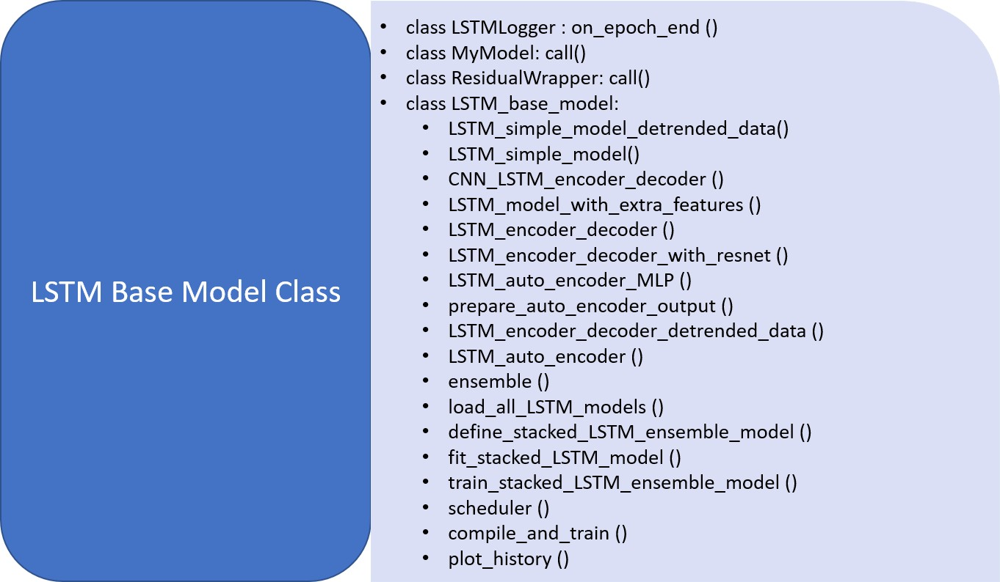 LSTM Base Model Class
• class LSTMLogger : on_epoch_end ()
• class MyModel: call()
• class ResidualWrapper: call()
• class LSTM_base_model:
• LSTM_simple_model_detrended_data()
• LSTM_simple_model()
• CNN_LSTM_encoder_decoder ()
• LSTM_model_with_extra_features ()
• LSTM_encoder_decoder ()
• LSTM_encoder_decoder_with_resnet ()
• LSTM_auto_encoder_MLP ()
• prepare_auto_encoder_output ()
• LSTM_encoder_decoder_detrended_data ()
• LSTM_auto_encoder ()
• ensemble ()
• load_all_LSTM_models ()
• define_stacked_LSTM_ensemble_model ()
• fit_stacked_LSTM_model ()
• train_stacked_LSTM_ensemble_model ()
• scheduler ()
• compile_and_train ()
• plot_history ()